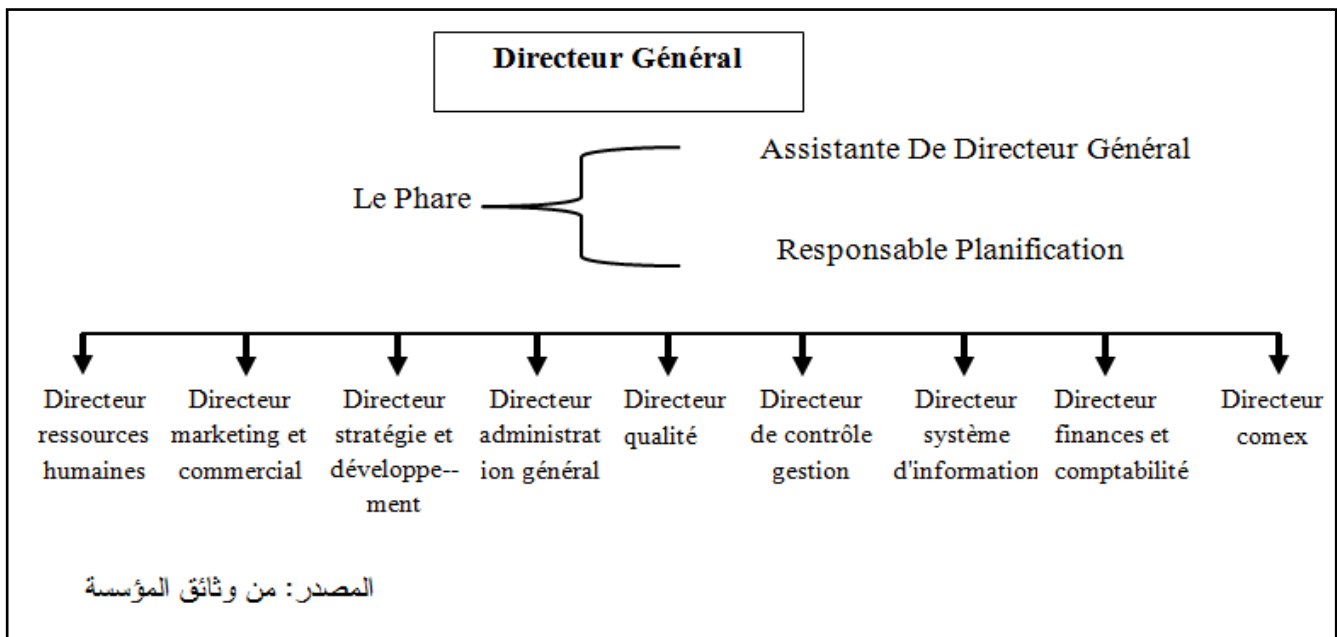 Directeur Général
Assistante De Directeur Général
Le Phare
Responsable Planification
Directeur
ressources
humaines
Directeur
marketing et
commercial
Directeur
stratégie et
développe--
ment
Directeur
administrat
ion général
Directeur
qualité
Directeur
de contrôle
gestion
Directeur
système
d'information
Directeur
finances et
comptabilité
Directeur
comex
المصدر: من وثائق المؤسسة